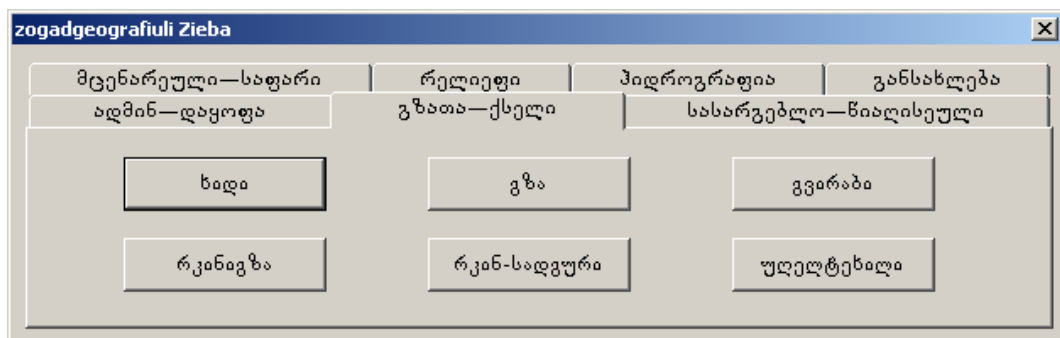 zogadgeografiuli Zieba
მცენარეული—საფარი რელიეფი ჰიდროგრაფია განსახლება
ადმინ—დაყოფა გზათა—ქსელი სასარგებლო—წიაღისეული
ხიდი გზა გვირაბი
რკინიგზა რკინ-სადგური უღელტეხილი